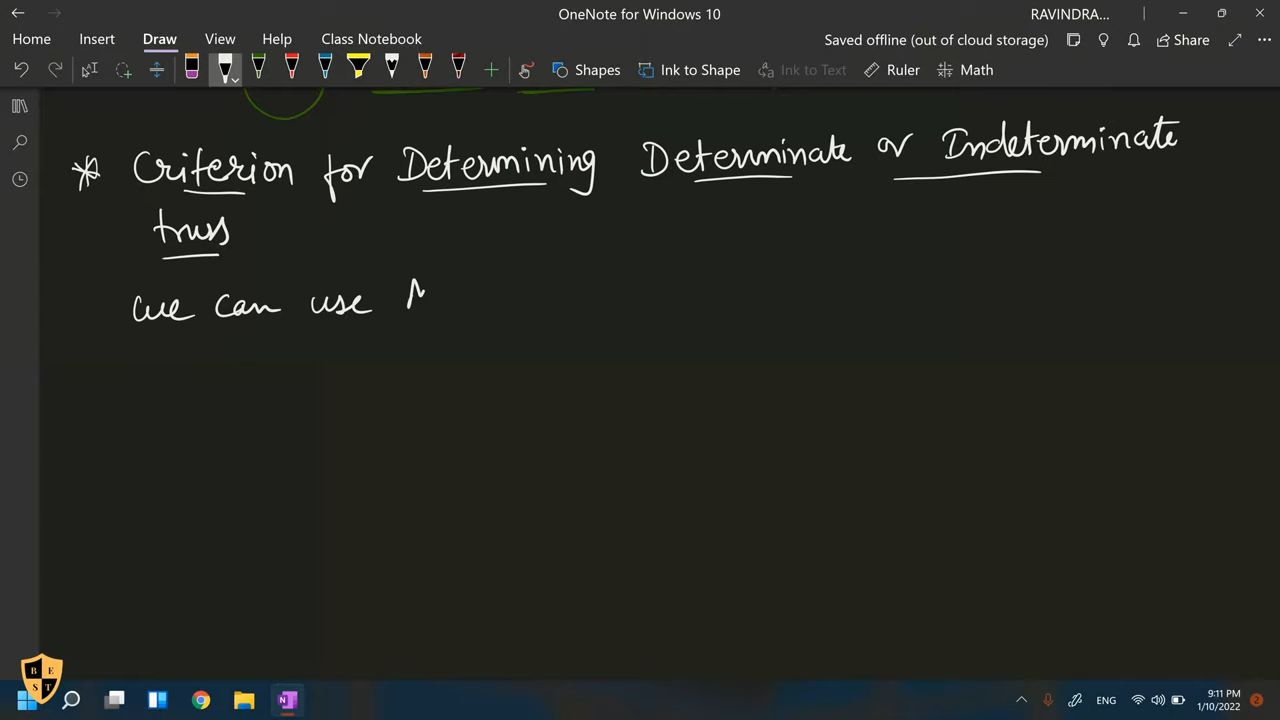 OneNote for Windows 10
RAVINDRA...
Home Insert Draw View Help Class Notebook
Saved offline (out of cloud storage)
Share
Shapes
Ink to Shape
Ink to Text
Ruler
Math
* Criterion for Determining Determinate or Indeterminate
truss
we can use
B E
S T
ENG
9:11 PM
1/10/2022
2